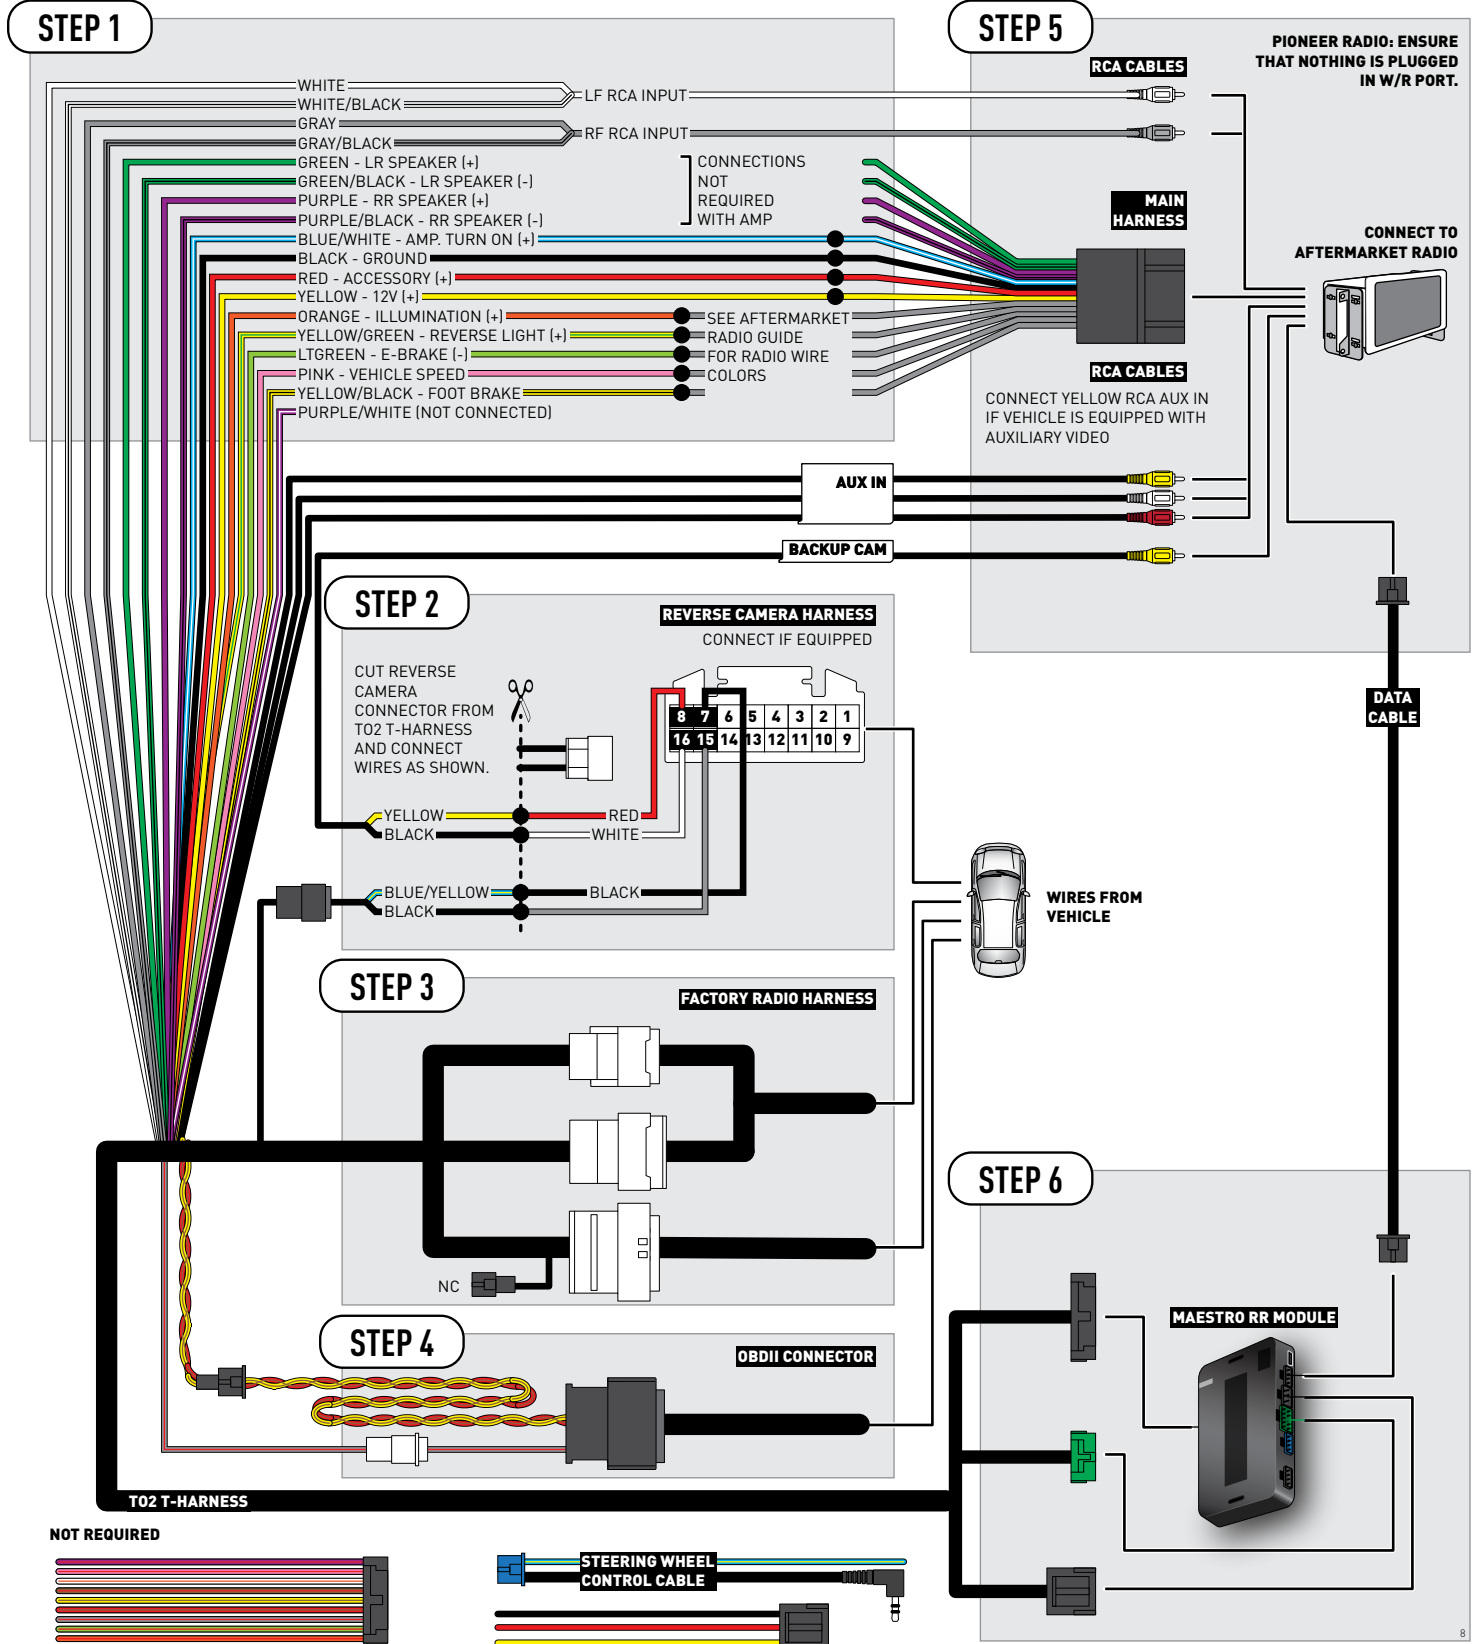 STEP 1
WHITE
WHITE/BLACK
LF RCA INPUT
GRAY
GRAY/BLACK
RF RCA INPUT
GREEN - LR SPEAKER (+)
GREEN/BLACK - LR SPEAKER (-)
PURPLE - RR SPEAKER (+)
PURPLE/BLACK - RR SPEAKER (-)
CONNECTIONS
NOT
REQUIRED
WITH AMP
BLUE/WHITE - AMP. TURN ON (+)
BLACK - GROUND
RED - ACCESSORY (+)
YELLOW - 12V (+)
ORANGE - ILLUMINATION (+)
YELLOW/GREEN - REVERSE LIGHT (+)
LTGREEN - E-BRAKE (-)
PINK - VEHICLE SPEED
YELLOW/BLACK - FOOT BRAKE
PURPLE/WHITE (NOT CONNECTED)
SEE AFTERMARKET
RADIO GUIDE
FOR RADIO WIRE
COLORS
STEP 5
PIONEER RADIO: ENSURE
THAT NOTHING IS PLUGGED
IN W/R PORT.
RCA CABLES
MAIN
HARNESS
CONNECT TO
AFTERMARKET RADIO
RCA CABLES
CONNECT YELLOW RCA AUX IN
IF VEHICLE IS EQUIPPED WITH
AUXILIARY VIDEO
AUX IN
BACKUP CAM
DATA
CABLE
STEP 2
REVERSE CAMERA HARNESS
CONNECT IF EQUIPPED
CUT REVERSE
CAMERA
CONNECTOR FROM
TO2 T-HARNESS
AND CONNECT
WIRES AS SHOWN.
8 7 6 5 4 3 2 1
16 15 14 13 12 11 10 9
YELLOW
RED
BLACK
WHITE
BLUE/YELLOW
BLACK
BLACK
WIRES FROM
VEHICLE
STEP 3
FACTORY RADIO HARNESS
NC
STEP 4
OBDII CONNECTOR
STEP 6
MAESTRO RR MODULE
TO2 T-HARNESS
NOT REQUIRED
STEERING WHEEL
CONTROL CABLE
8